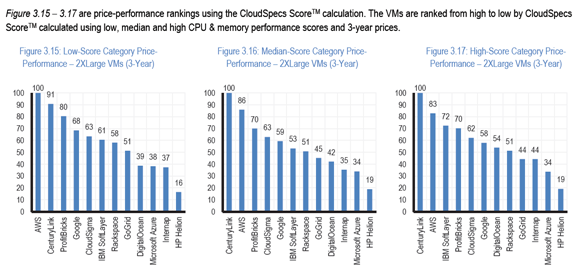 Figure 3.15 – 3.17 are price-performance rankings using the CloudSpecs Score™ calculation. The VMs are ranked from high to low by CloudSpecs
Score™ calculated using low, median and high CPU & memory performance scores and 3-year prices.
Figure 3.15: Low-Score Category Price-
Performance – 2XLarge VMs (3-Year)
100
90
80
70
60
50
40
30
20
10
0
100
91
80
68
63
61
58
51
39
38
37
16
AWS
CenturyLink
ProfitBricks
Google
CloudSigma
IBM SoftLayer
Rackspace
GoGrid
DigitalOcean
Microsoft Azure
Internap
HP Helion
Figure 3.16: Median-Score Category Price-
Performance – 2XLarge VMs (3-Year)
100
90
80
70
60
50
40
30
20
10
0
100
86
70
63
59
53
51
45
42
35
34
19
CenturyLink
AWS
ProfitBricks
CloudSigma
Google
IBM SoftLayer
Rackspace
GoGrid
DigitalOcean
Internap
Microsoft Azure
HP Helion
Figure 3.17: High-Score Category Price-
Performance – 2XLarge VMs (3-Year)
100
90
80
70
60
50
40
30
20
10
0
100
83
72
70
62
58
54
51
44
44
34
19
CenturyLink
AWS
IBM SoftLayer
ProfitBricks
CloudSigma
Google
DigitalOcean
Rackspace
GoGrid
Internap
Microsoft Azure
HP Helion